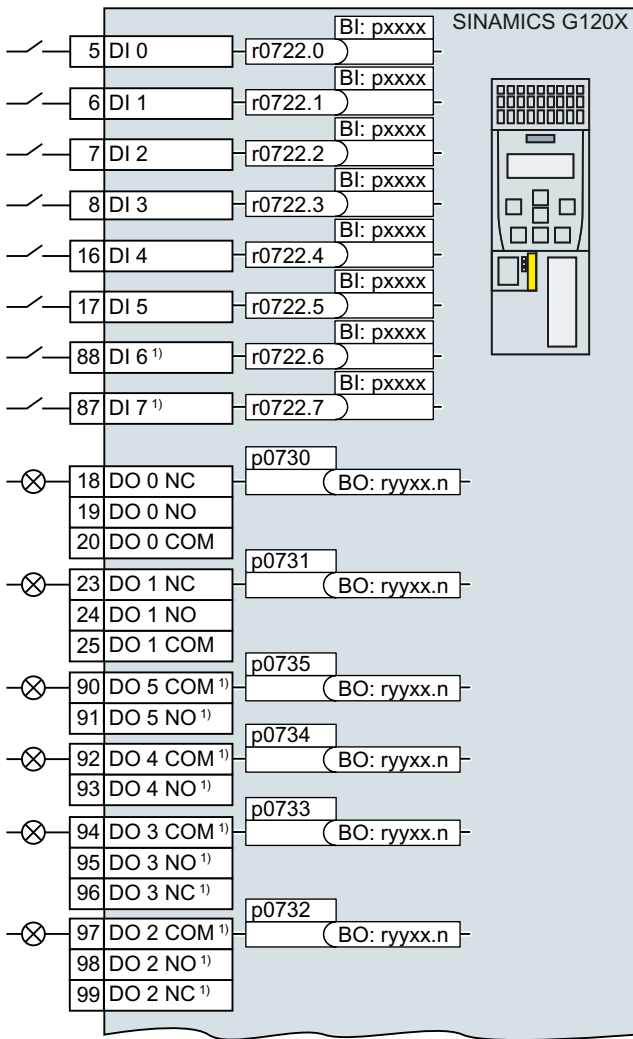 SINAMICS G120X
BI: pxxxx
5 DI 0 r0722.0
BI: pxxxx
6 DI 1 r0722.1
BI: pxxxx
7 DI 2 r0722.2
BI: pxxxx
8 DI 3 r0722.3
BI: pxxxx
16 DI 4 r0722.4
BI: pxxxx
17 DI 5 r0722.5
BI: pxxxx
88 DI 6 1) r0722.6
BI: pxxxx
87 DI 7 1) r0722.7
p0730
18 DO 0 NC BO: ryyxx.n
19 DO 0 NO
20 DO 0 COM
p0731
23 DO 1 NC BO: ryyxx.n
24 DO 1 NO
25 DO 1 COM
p0735
90 DO 5 COM 1) BO: ryyxx.n
91 DO 5 NO 1)
p0734
92 DO 4 COM 1) BO: ryyxx.n
93 DO 4 NO 1)
p0733
94 DO 3 COM 1) BO: ryyxx.n
95 DO 3 NO 1)
96 DO 3 NC 1)
p0732
97 DO 2 COM 1) BO: ryyxx.n
98 DO 2 NO 1)
99 DO 2 NC 1)